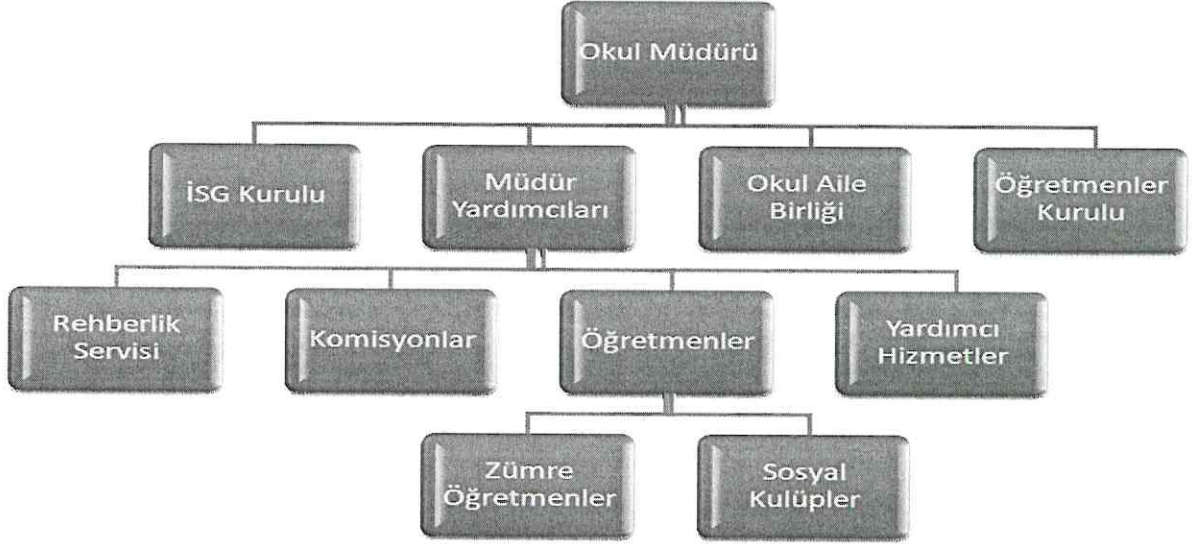 Okul Müdürü
İSG Kurulu
Müdür
Yardımcıları
Okul Aile
Birliği
Öğretmenler
Kurulu
Rehberlik
Servisi
Komisyonlar
Öğretmenler
Yardımcı
Hizmetler
Zümre
Öğretmenler
Sosyal
Kulüpler